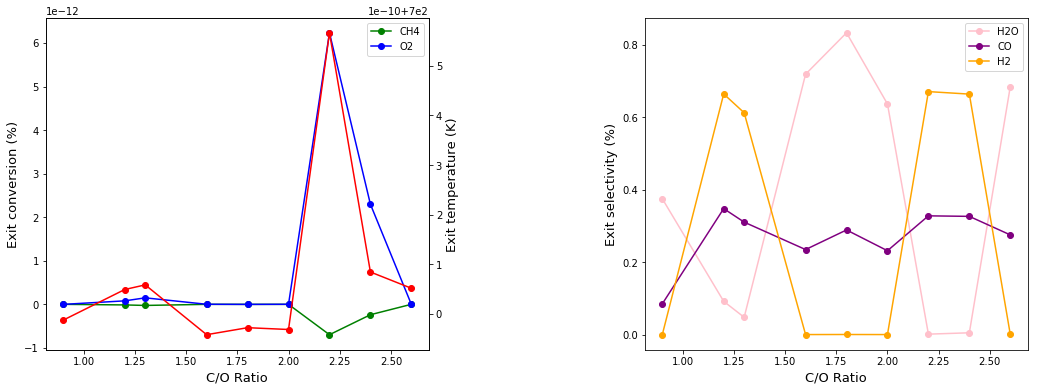 1e−12
1e−10+7e2
CH4
O2
6
5
4
3
2
1
0
−1
5
4
3
2
1
0
Exit conversion (%)
Exit temperature (K)
1.00 1.25 1.50 1.75 2.00 2.25 2.50
C/O Ratio
H2O
CO
H2
0.8
0.6
0.4
0.2
0.0
Exit selectivity (%)
1.00 1.25 1.50 1.75 2.00 2.25 2.50
C/O Ratio